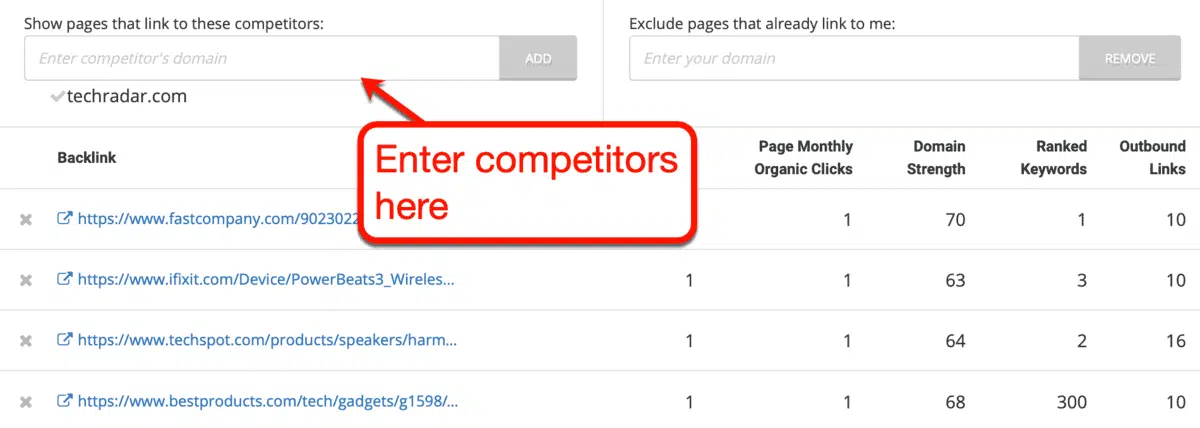 Show pages that link to these competitors:
Exclude pages that already link to me:
Enter competitor's domain
ADD
Enter your domain
REMOVE
techradar.com
Enter competitors
here
Backlink
Page Monthly
Organic Clicks
Domain
Strength
Ranked
Keywords
Outbound
Links
https://www.fastcompany.com/9023022 1 70 1 10
https://www.ifixit.com/Device/PowerBeats3_Wireles... 1 1 63 3 10
https://www.techspot.com/products/speakers/harm... 1 1 64 2 16
https://www.bestproducts.com/tech/gadgets/g1598/... 1 1 68 300 10